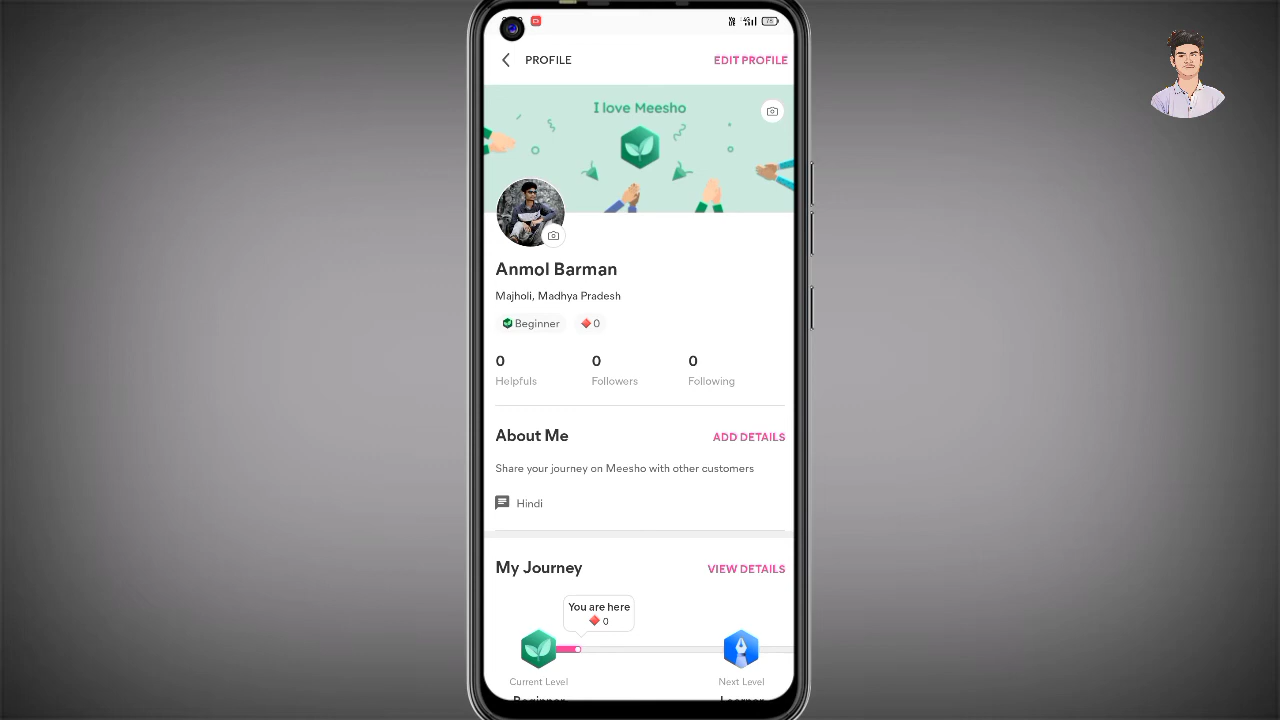 PROFILE
EDIT PROFILE
I love Meesho
Anmol Barman
Majholi, Madhya Pradesh
Beginner
0
0
0
0
Helpfuls
Followers
Following
About Me
ADD DETAILS
Share your journey on Meesho with other customers
Hindi
My Journey
VIEW DETAILS
You are here
0
Current Level
Next Level
Beginner
Learner